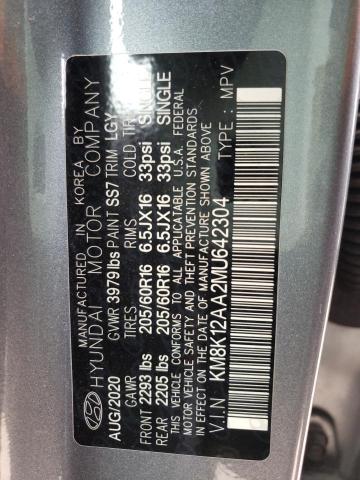 MANUFACTURED IN KOREA BY
HYUNDAI MOTOR COMPANY
AUG/2020 GVWR 3979lbs PAINT SS7 TRIM LGY
GAWR TIRES RIMS COLD TIRE
FRONT 2293 lbs 205/60R16 6.5JX16 33psi SINGLE
REAR 2205 lbs 205/60R16 6.5JX16 33psi SINGLE
THIS VEHICLE CONFORMS TO ALL APPLICABLE U.S.A. FEDERAL
MOTOR VEHICLE SAFETY AND THEFT PREVENTION STANDARDS
IN EFFECT ON THE DATE OF MANUFACTURE SHOWN ABOVE
V.I.N : KM8K12AA2MU642304 TYPE : MPV